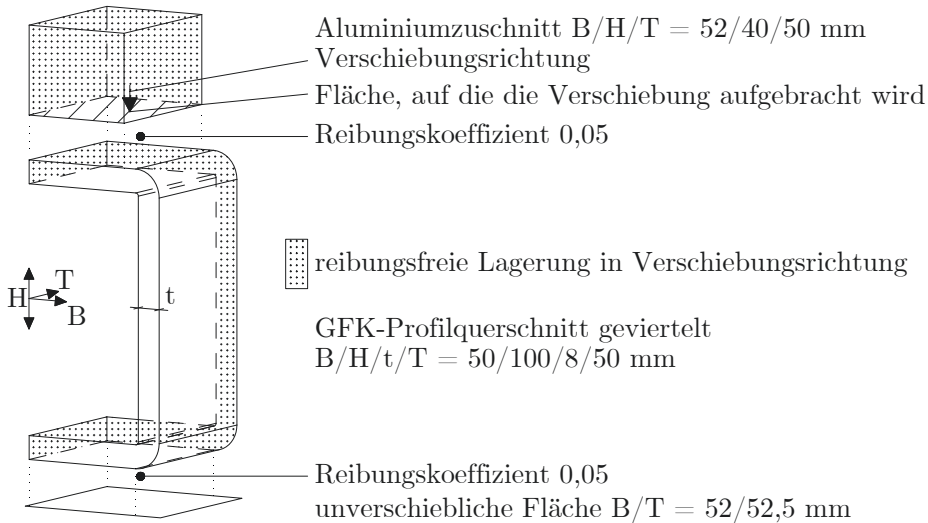 Aluminiumzuschnitt B/H/T = 52/40/50 mm
Verschiebungsrichtung
Fläche, auf die die Verschiebung aufgebracht wird
Reibungskoeffizient 0,05
reibungsfreie Lagerung in Verschiebungsrichtung
H
T
B
t
GFK-Profilquerschnitt geviertelt
B/H/t/T = 50/100/8/50 mm
Reibungskoeffizient 0,05
unverschiebliche Fläche B/T = 52/52,5 mm